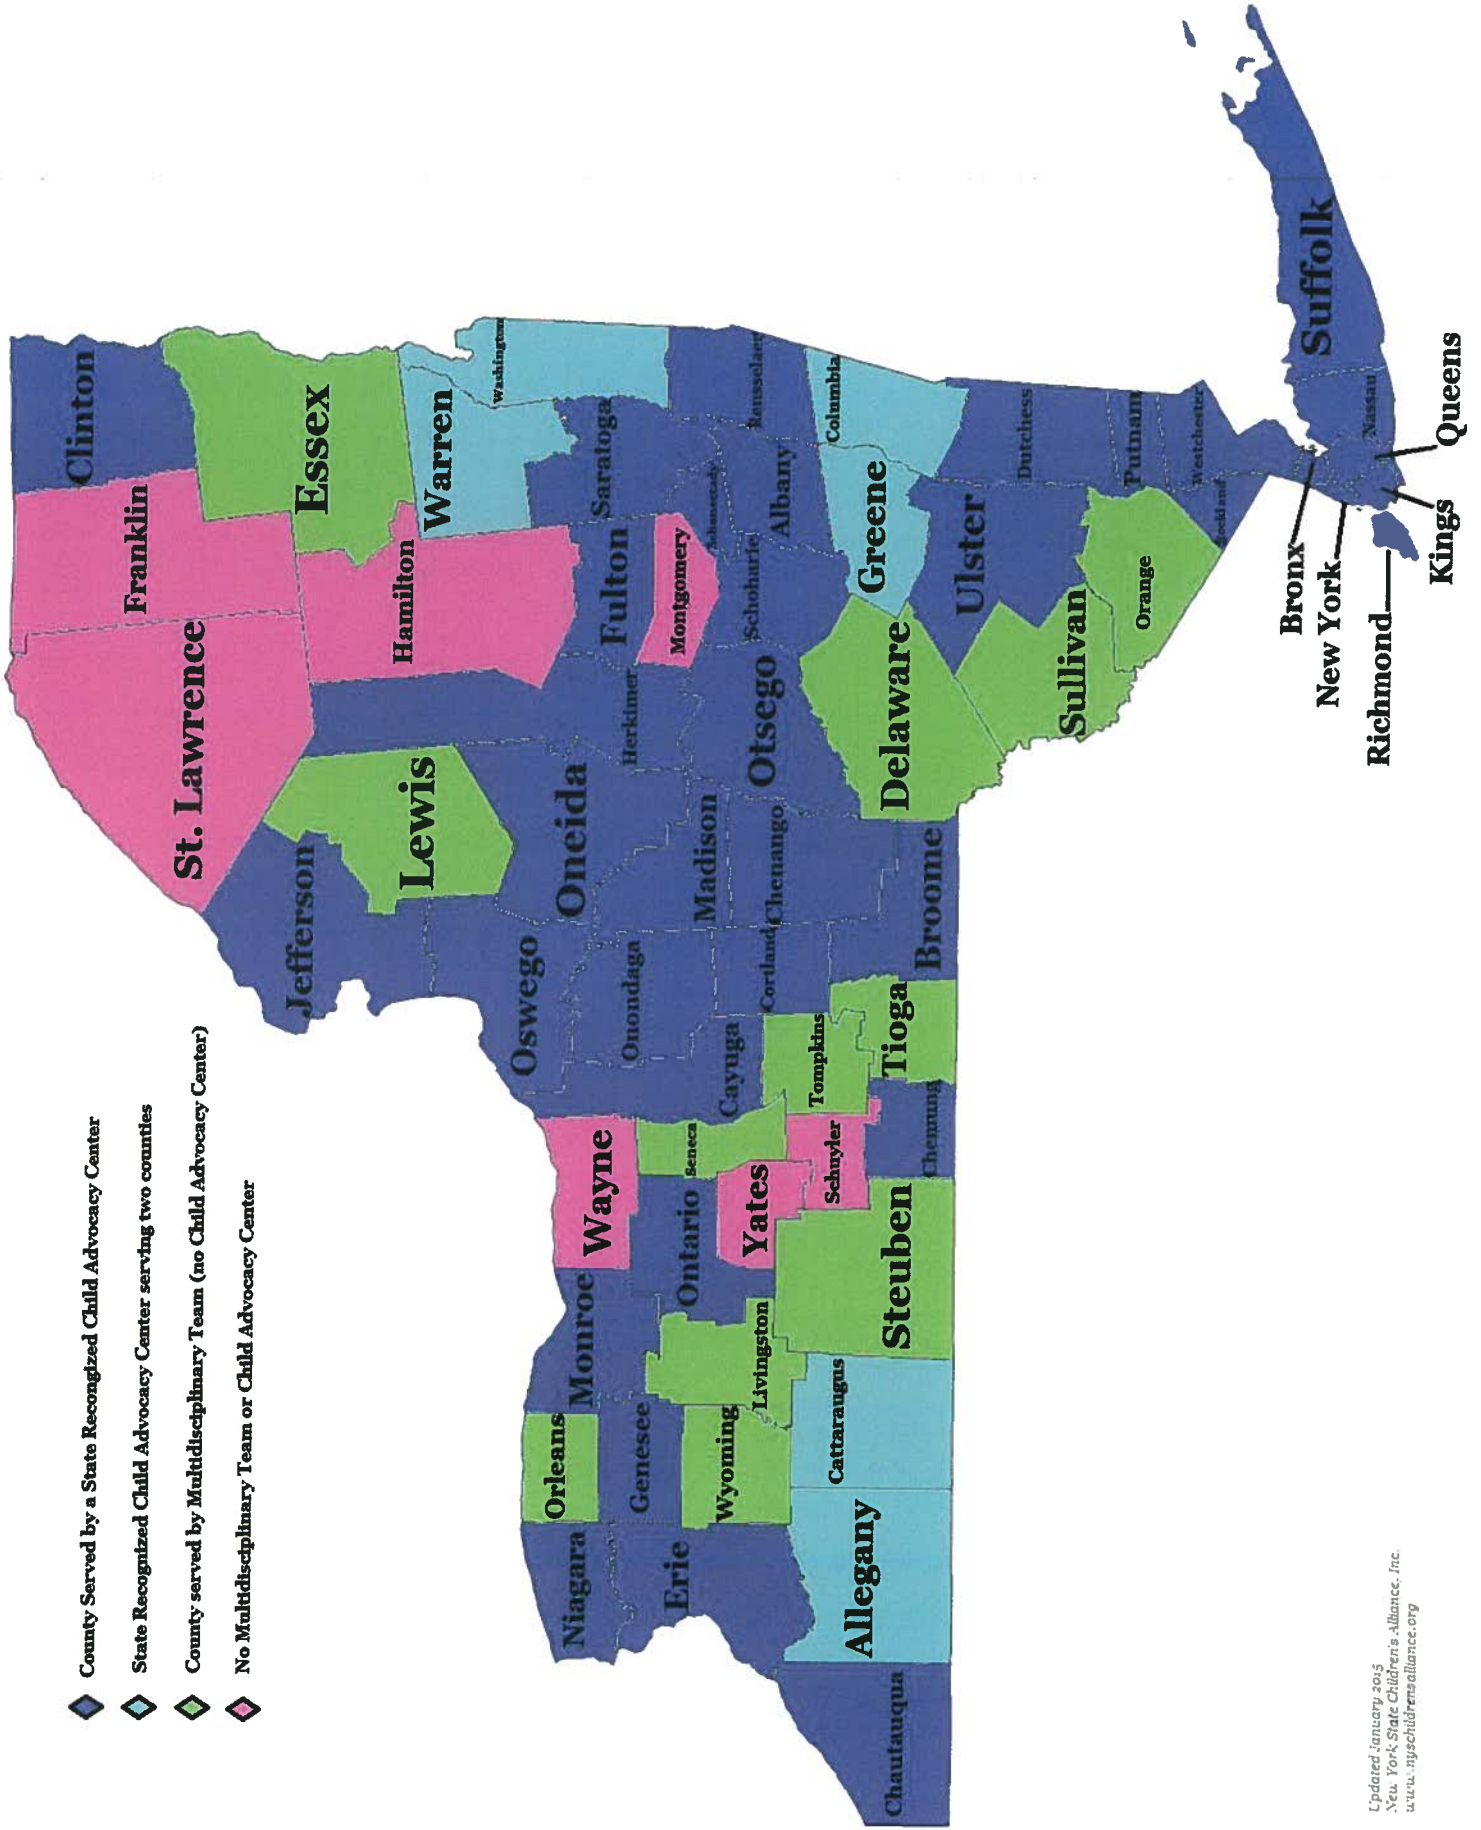 County Served by a State Recongized Child Advocacy Center
State Recognized Child Advocacy Center serving two counties
County served by Multidisciplinary Team (no Child Advocacy Center)
No Multidisciplinary Team or Child Advocacy Center
Clinton
Franklin
St. Lawrence
Essex
Hamilton
Warren
Washington
Lewis
Jefferson
Saratoga
Fulton
Herkimer
Oneida
Oswego
Wayne
Monroe
Orleans
Niagara
Montgomery
Schenectady
Rensselaer
Albany
Schoharie
Otsego
Madison
Onondaga
Cayuga
Seneca
Ontario
Yates
Livingston
Genesee
Wyoming
Erie
Columbia
Greene
Delaware
Chenango
Cortland
Tompkins
Schuyler
Broome
Tioga
Chemung
Steuben
Cattaraugus
Allegany
Chautauqua
Dutchess
Ulster
Sullivan
Putnam
Orange
Westchester
Rockland
Suffolk
Nassau
Bronx
New York
Queens
Kings
Richmond
Updated January 2015
New York State Children's Alliance, Inc.
www.nyschildrensalliance.org